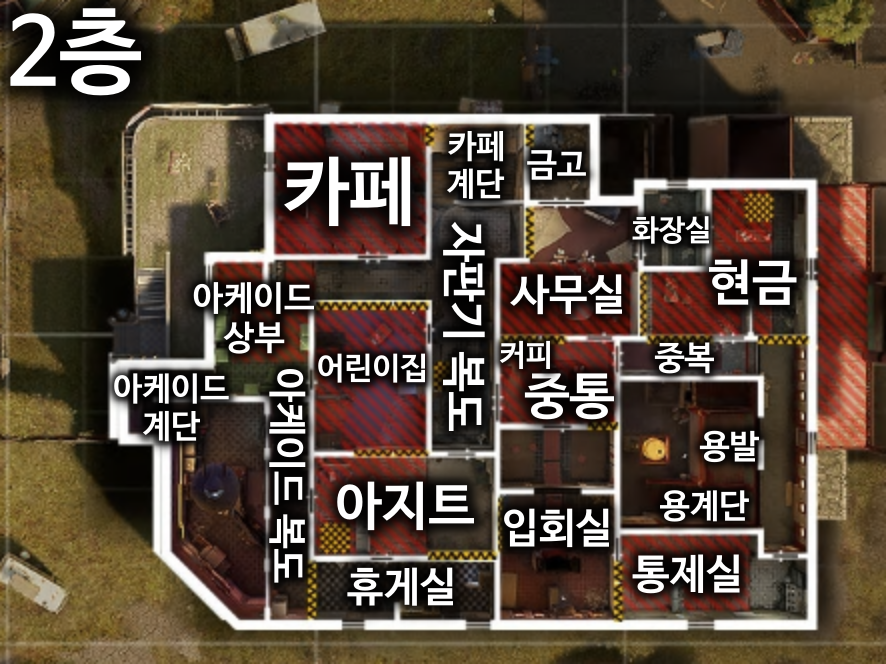 2층
카페
카페
계단
금고
화장실
자판기 복도
아케이드
상부
사무실
현금
어린이집
커피
중통
중복
아케이드
계단
아케이드 복도
용발
아지트
입회실
용계단
휴게실
통제실